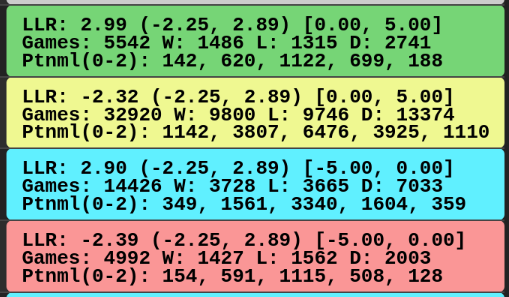 LLR: 2.99 (-2.25, 2.89) [0.00, 5.00]
Games: 5542 W: 1486 L: 1315 D: 2741
Ptnml(0-2): 142, 620, 1122, 699, 188
LLR: -2.32 (-2.25, 2.89) [0.00, 5.00]
Games: 32920 W: 9800 L: 9746 D: 13374
Ptnml(0-2): 1142, 3807, 6476, 3925, 1110
LLR: 2.90 (-2.25, 2.89) [-5.00, 0.00]
Games: 14426 W: 3728 L: 3665 D: 7033
Ptnml(0-2): 349, 1561, 3340, 1604, 359
LLR: -2.39 (-2.25, 2.89) [-5.00, 0.00]
Games: 4992 W: 1427 L: 1562 D: 2003
Ptnml(0-2): 154, 591, 1115, 508, 128